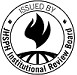 ISSUED BY
JHSPH Institutional Review Board